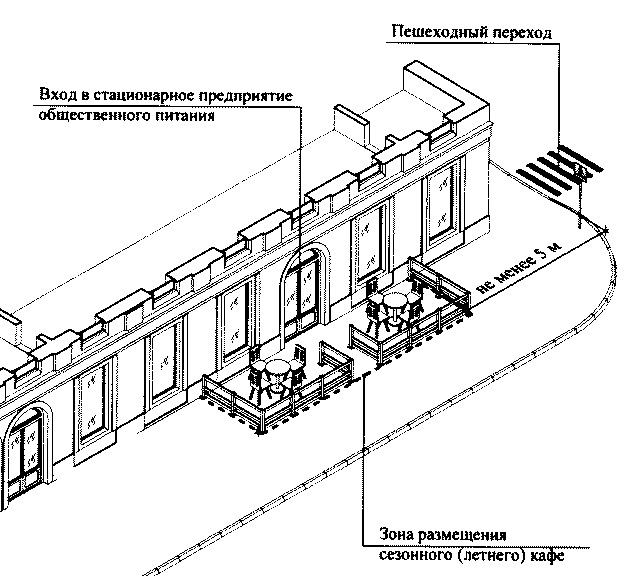 Пешеходный переход
Вход в стационарное предприятие
общественного питания
не менее 5 м
Зона размещения
сезонного (летнего) кафе